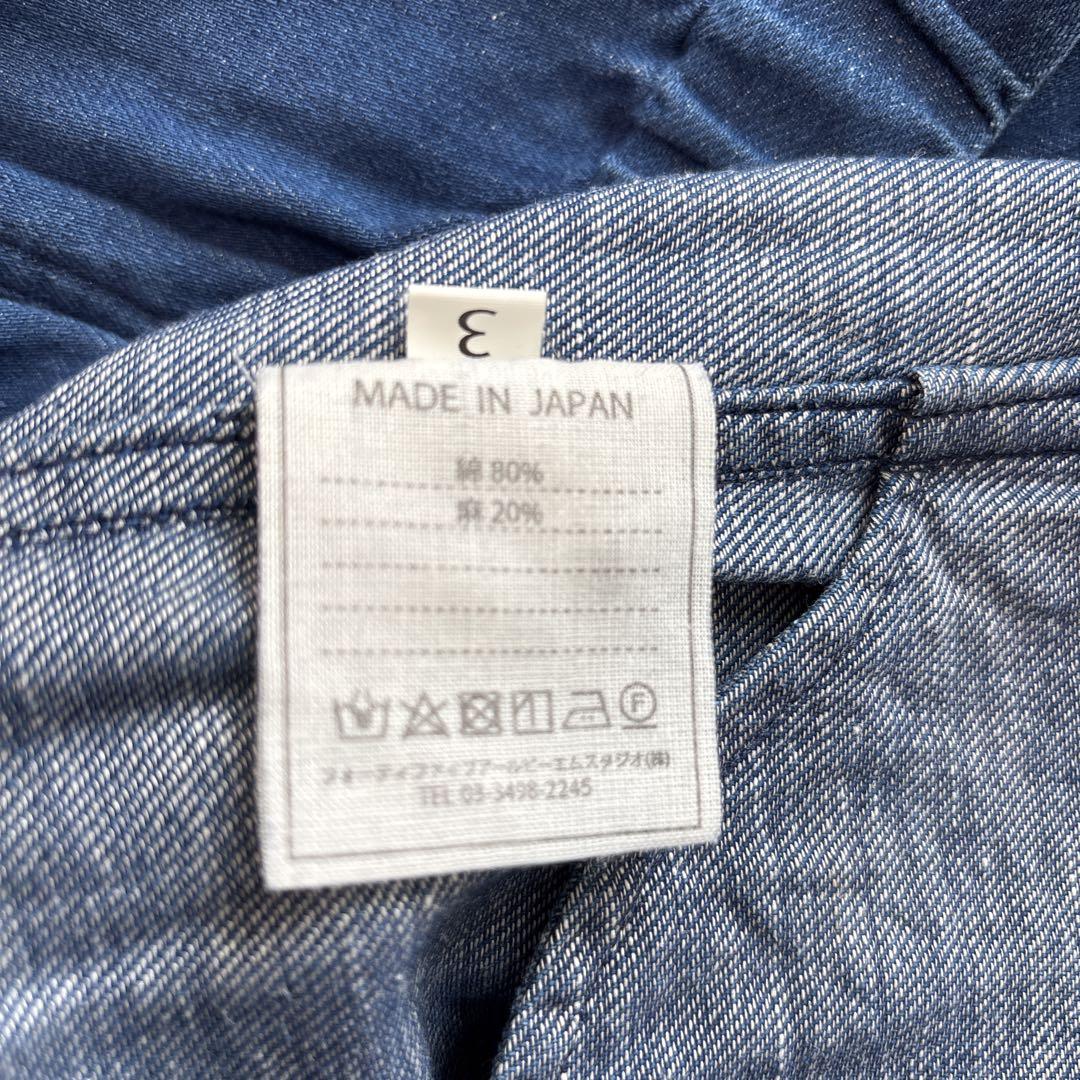 3
MADE IN JAPAN
綿 80%
麻 20%
F
フォーティファイブアールピーエムスタジオ(株)
TEL 03-3498-2245